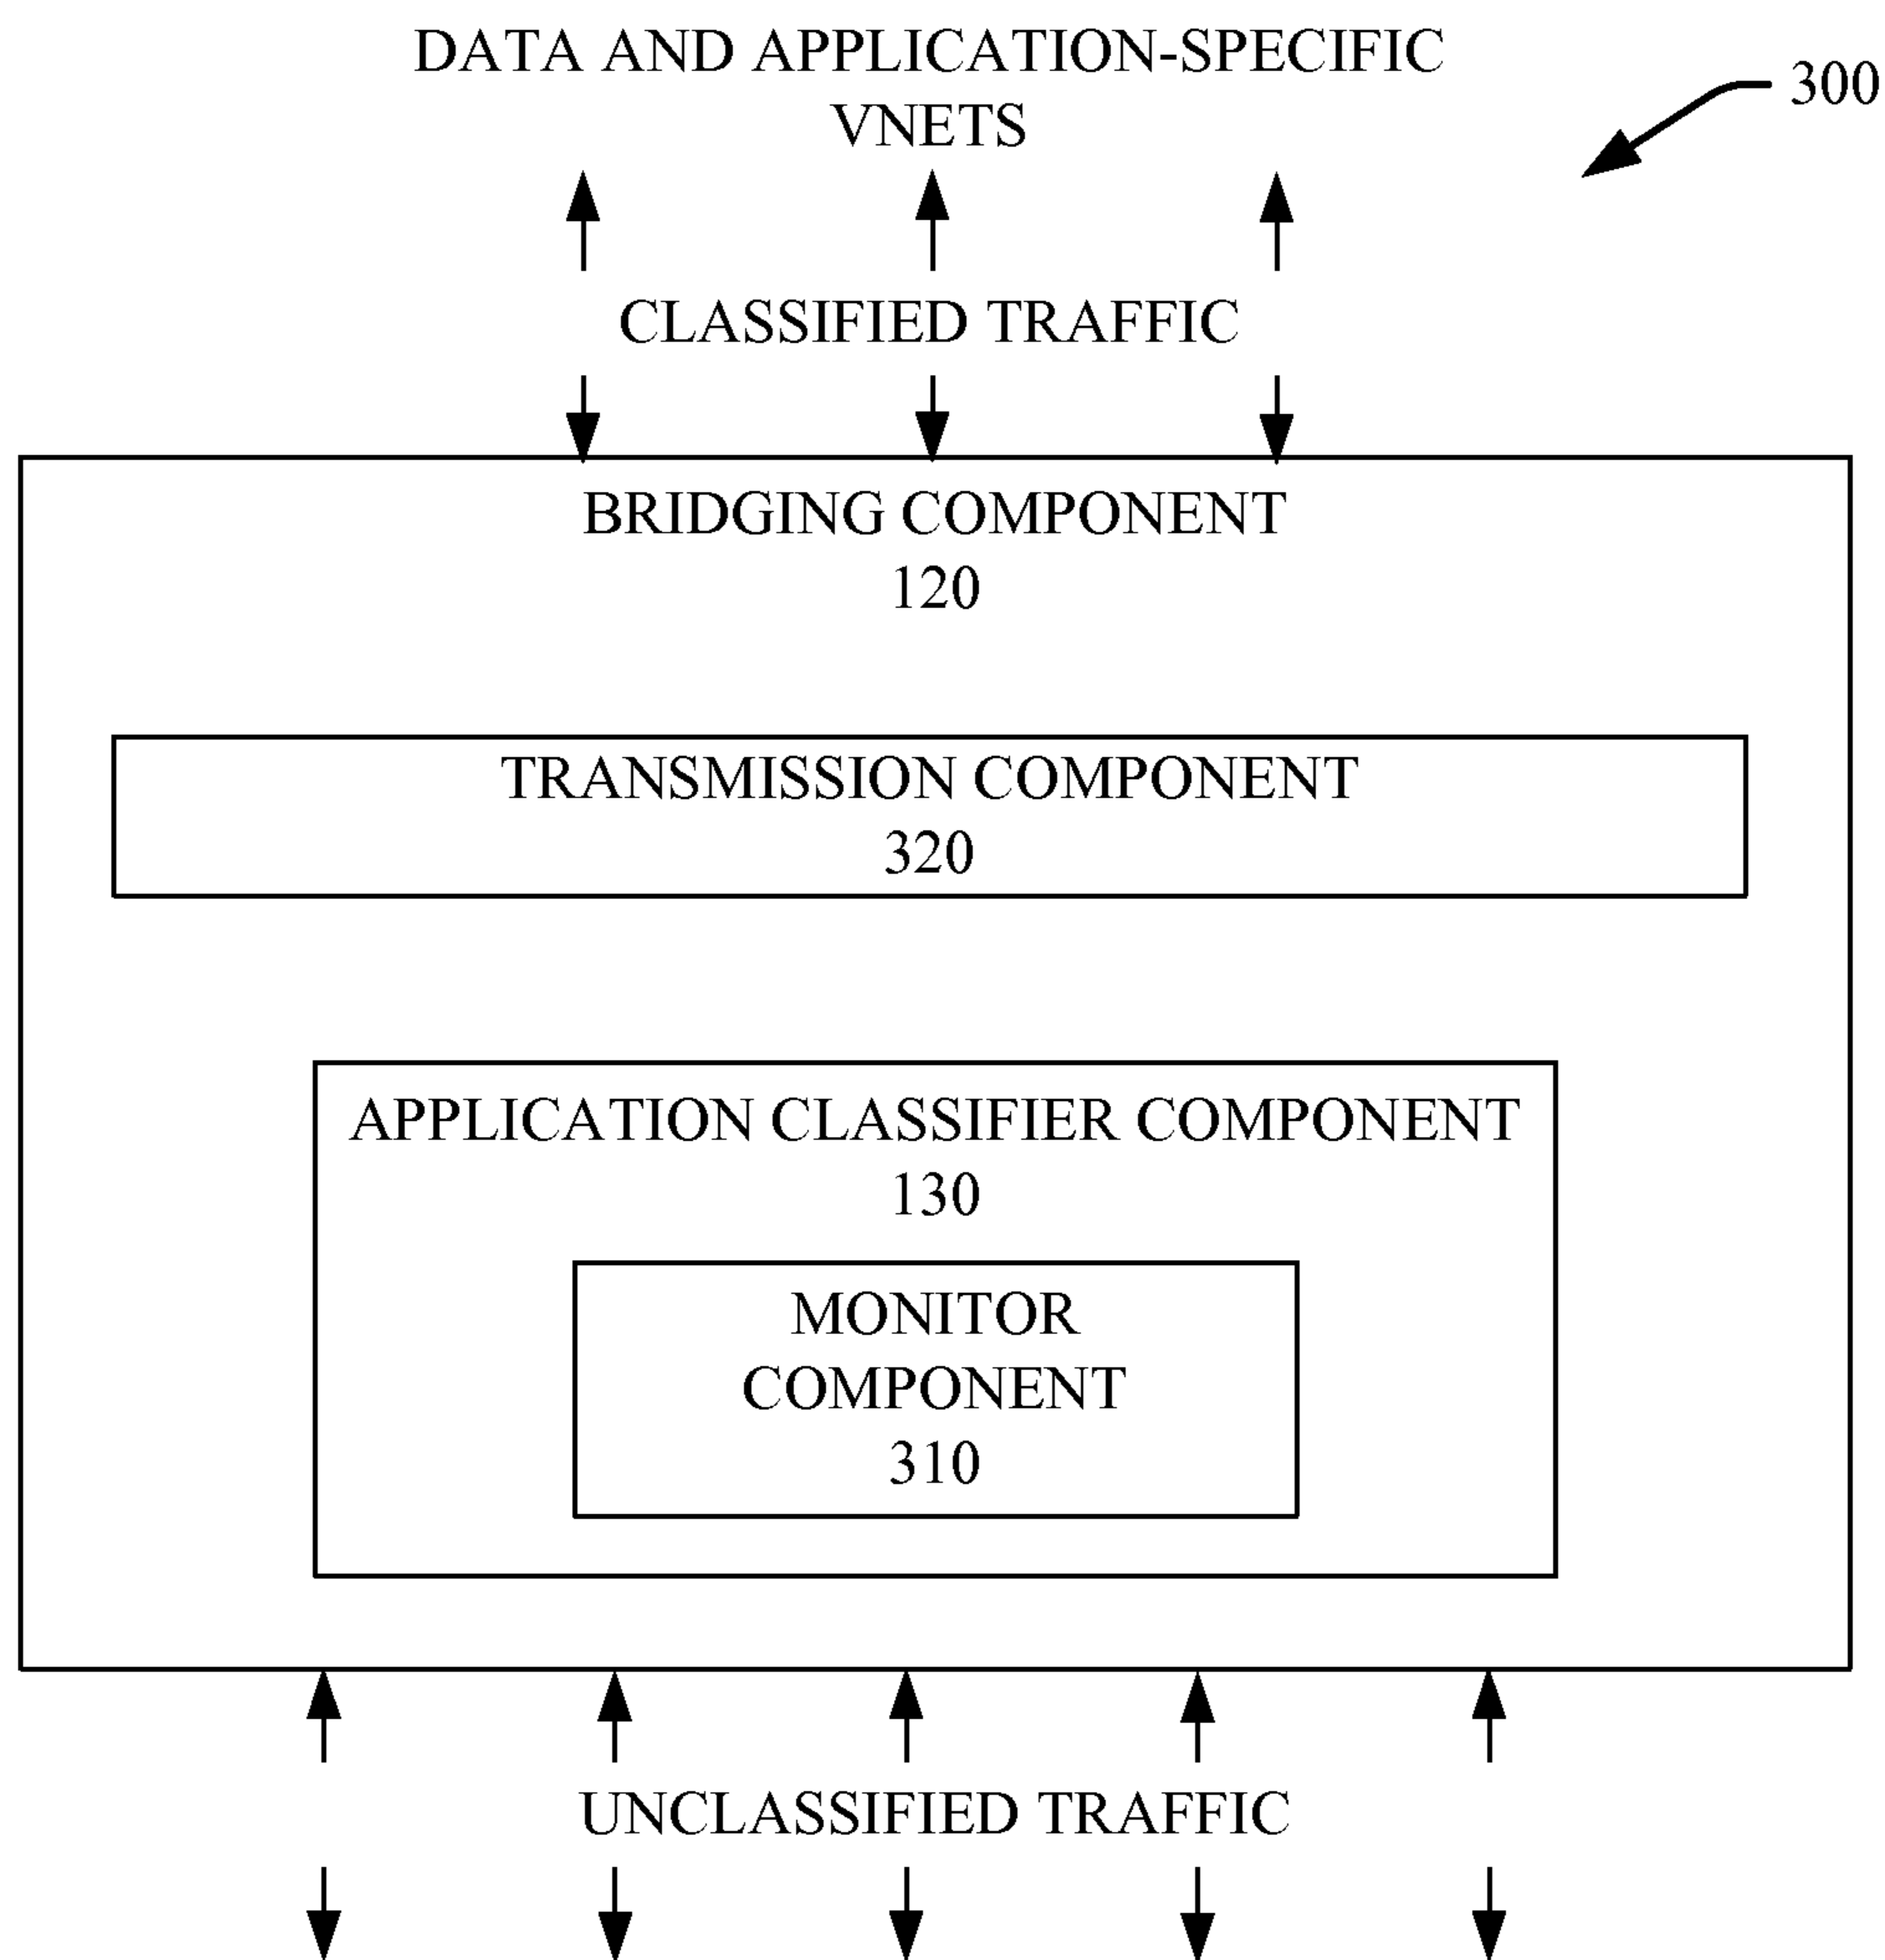 DATA AND APPLICATION-SPECIFIC
VNETS
300
CLASSIFIED TRAFFIC
BRIDGING COMPONENT
120
TRANSMISSION COMPONENT
320
APPLICATION CLASSIFIER COMPONENT
130
MONITOR
COMPONENT
310
UNCLASSIFIED TRAFFIC